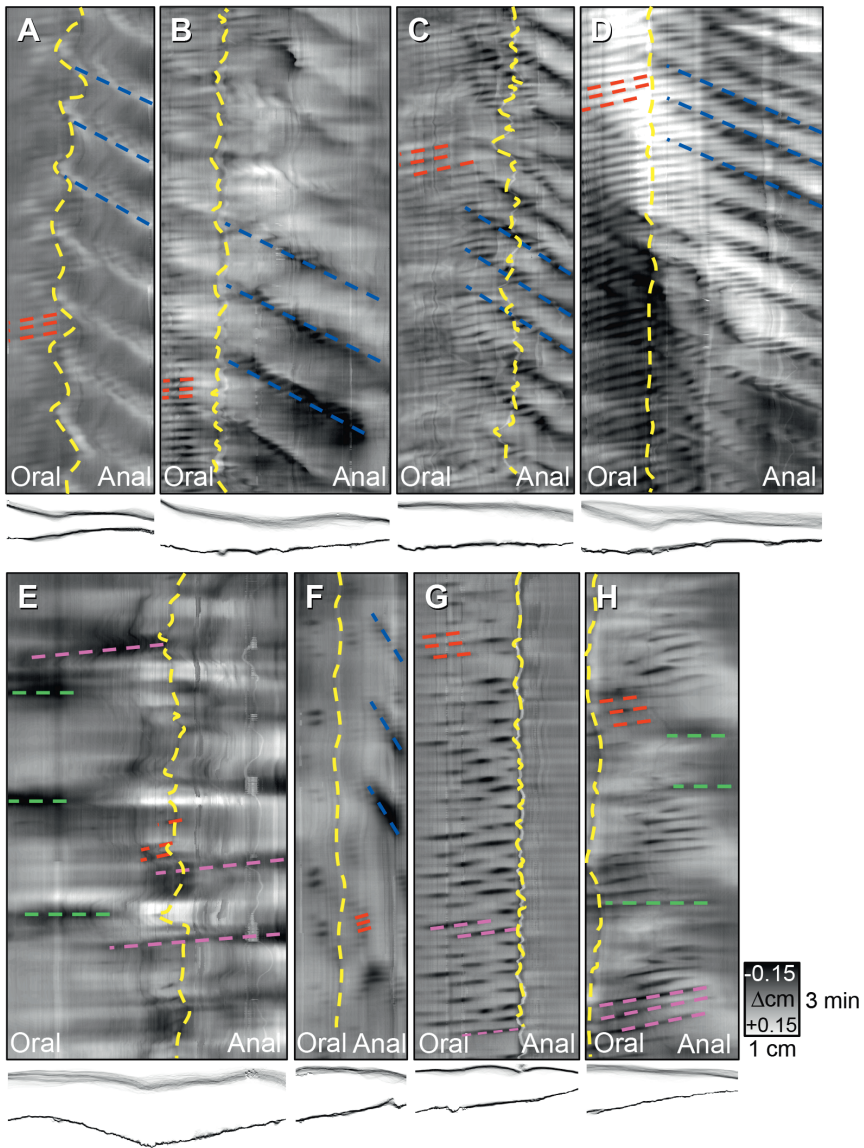 A
B
C
D
Oral Anal
Oral Anal
Oral Anal
Oral Anal
E
F
G
H
Oral Anal
Oral Anal
Oral Anal
Oral Anal
-0.15
Δcm
+0.15
3 min
1 cm